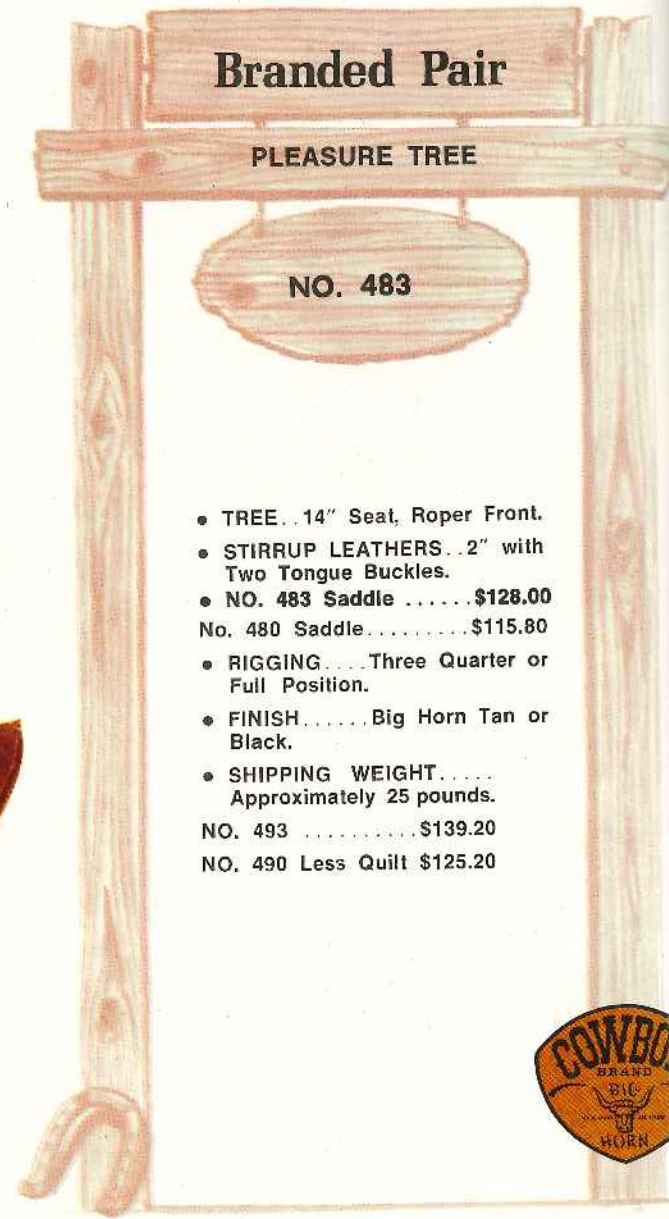 Branded Pair
PLEASURE TREE
NO. 483
• TREE..14" Seat, Roper Front.
• STIRRUP LEATHERS..2" with
Two Tongue Buckles.
• NO. 483 Saddle ......$128.00
No. 480 Saddle.........$115.80
• RIGGING....Three Quarter or
Full Position.
• FINISH......Big Horn Tan or
Black.
• SHIPPING WEIGHT.....
Approximately 25 pounds.
NO. 493 ..........$139.20
NO. 490 Less Quilt $125.20
BRAND
BIG
HORN